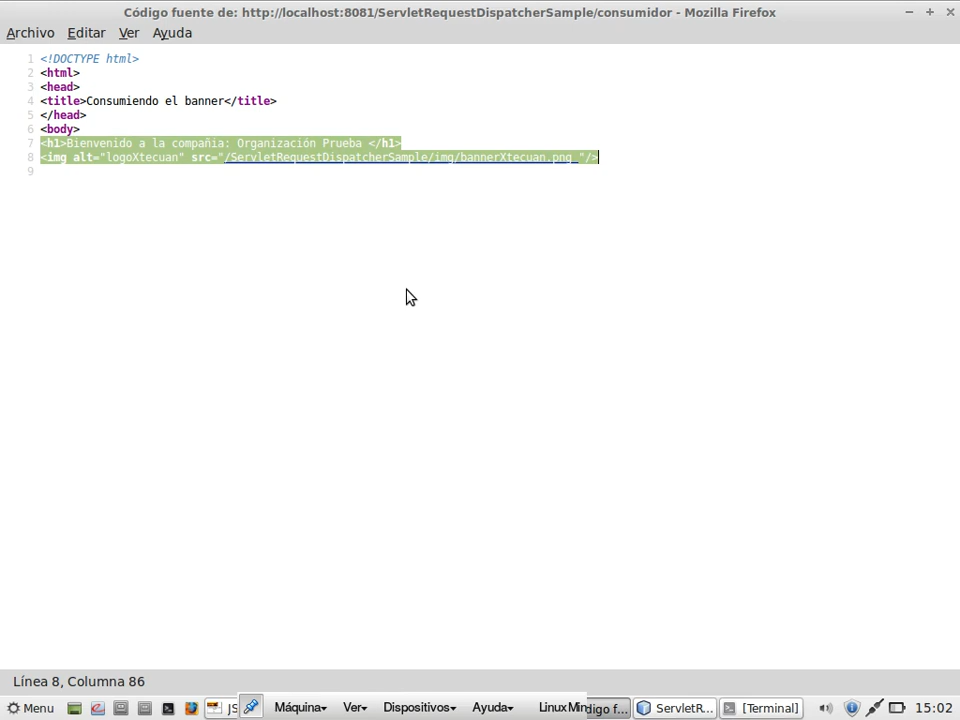 Código fuente de: http://localhost:8081/ServletRequestDispatcherSample/consumidor - Mozilla Firefox
Archivo Editar Ver Ayuda
1 <!DOCTYPE html>
2 <html>
3 <head>
4 <title>Consumiendo el banner</title>
5 </head>
6 <body>
7 <h1>Bienvenido a la compañia: Organización Prueba </h1>
8 <img alt="logoXtecuan" src="/ServletRequestDispatcherSample/img/bannerXtecuan.png "/>
9
Línea 8, Columna 86
Menu JS Máquina Ver Dispositivos Ayuda LinuxMin digo f... ServletR... [Terminal] 15:02